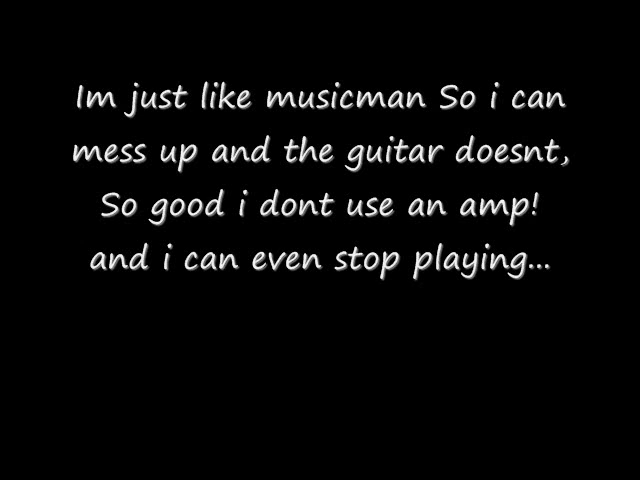 Im just like musicman So i can
mess up and the guitar doesnt,
So good i dont use an amp!
and i can even stop playing...